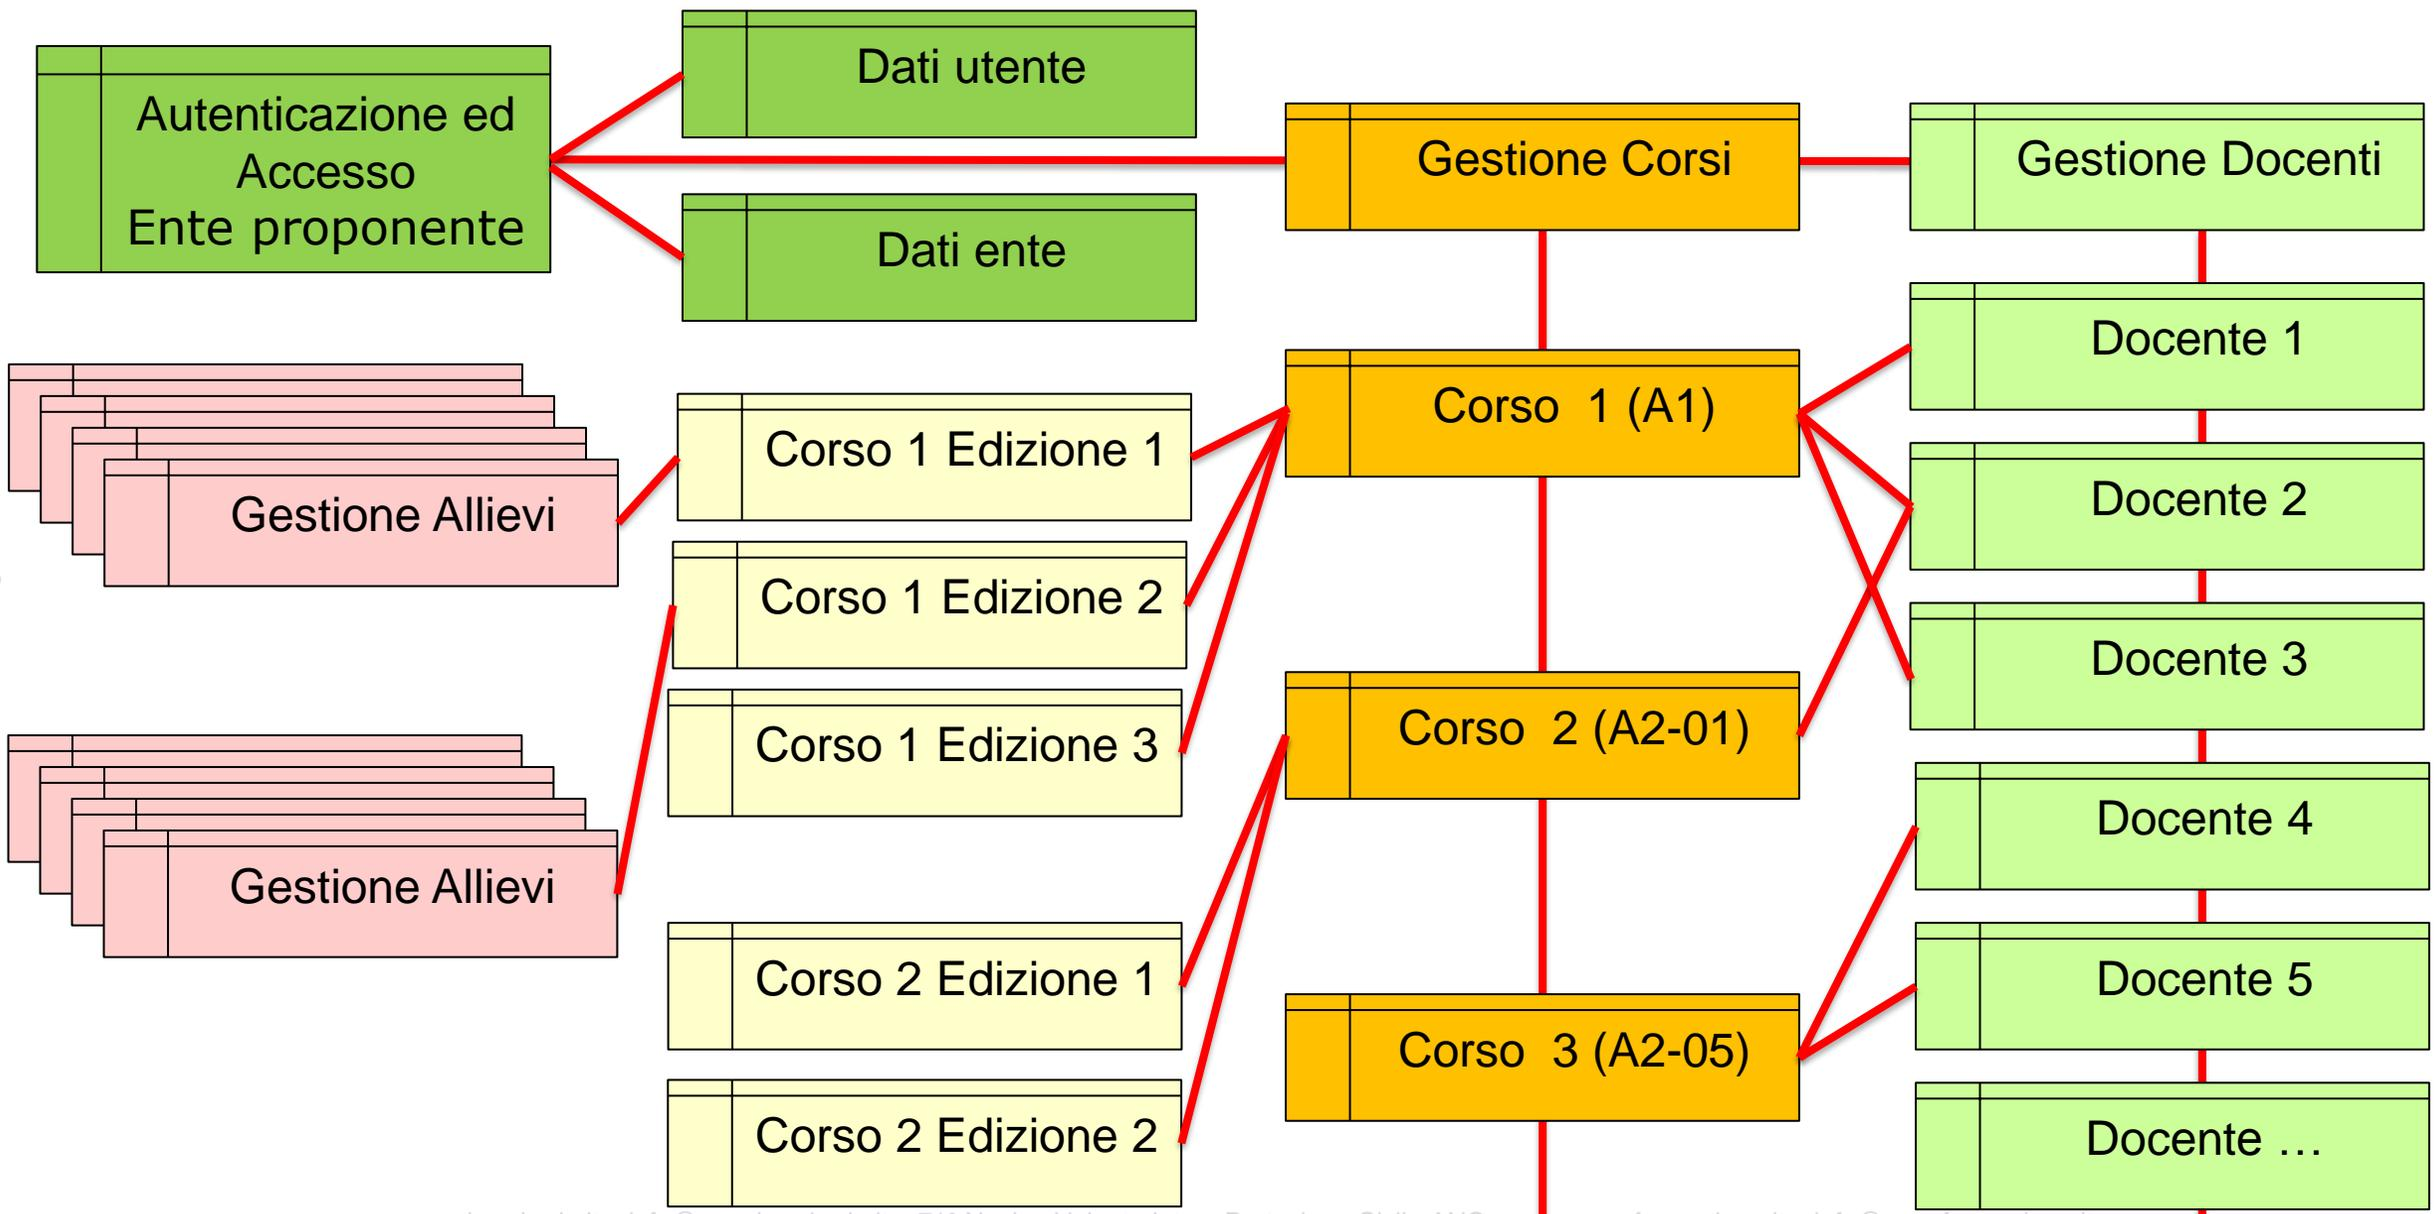 Autenticazione ed
Accesso
Ente proponente
Dati utente
Dati ente
Gestione Corsi
Gestione Docenti
Docente 1
Docente 2
Docente 3
Docente 4
Docente 5
Docente …
Corso 1 (A1)
Corso 2 (A2-01)
Corso 3 (A2-05)
Corso 1 Edizione 1
Corso 1 Edizione 2
Corso 1 Edizione 3
Corso 2 Edizione 1
Corso 2 Edizione 2
Gestione Allievi
Gestione Allievi